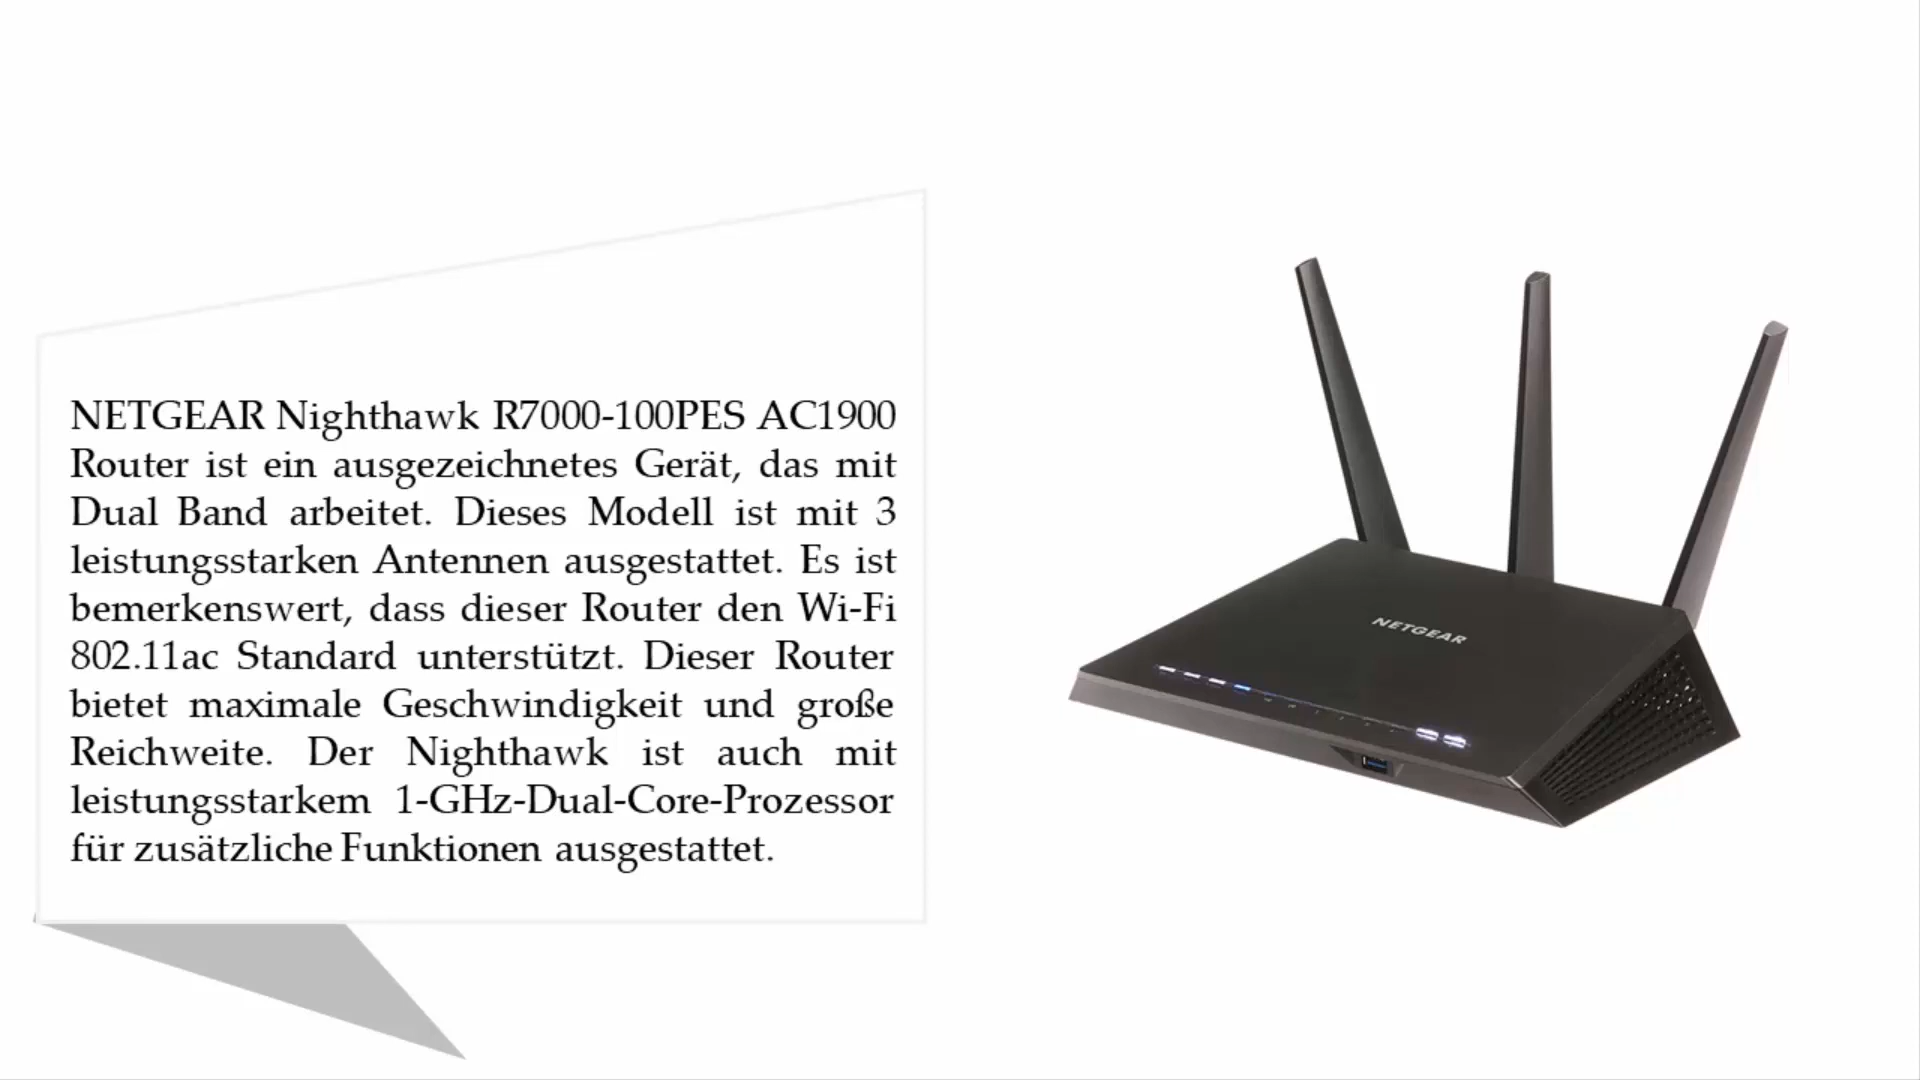 NETGEAR Nighthawk R7000-100PES AC1900
Router ist ein ausgezeichnetes Gerät, das mit
Dual Band arbeitet. Dieses Modell ist mit 3
leistungsstarken Antennen ausgestattet. Es ist
bemerkenswert, dass dieser Router den Wi-Fi
802.11ac Standard unterstützt. Dieser Router
bietet maximale Geschwindigkeit und große
Reichweite. Der Nighthawk ist auch mit
leistungsstarkem 1-GHz-Dual-Core-Prozessor
für zusätzliche Funktionen ausgestattet.
NETGEAR